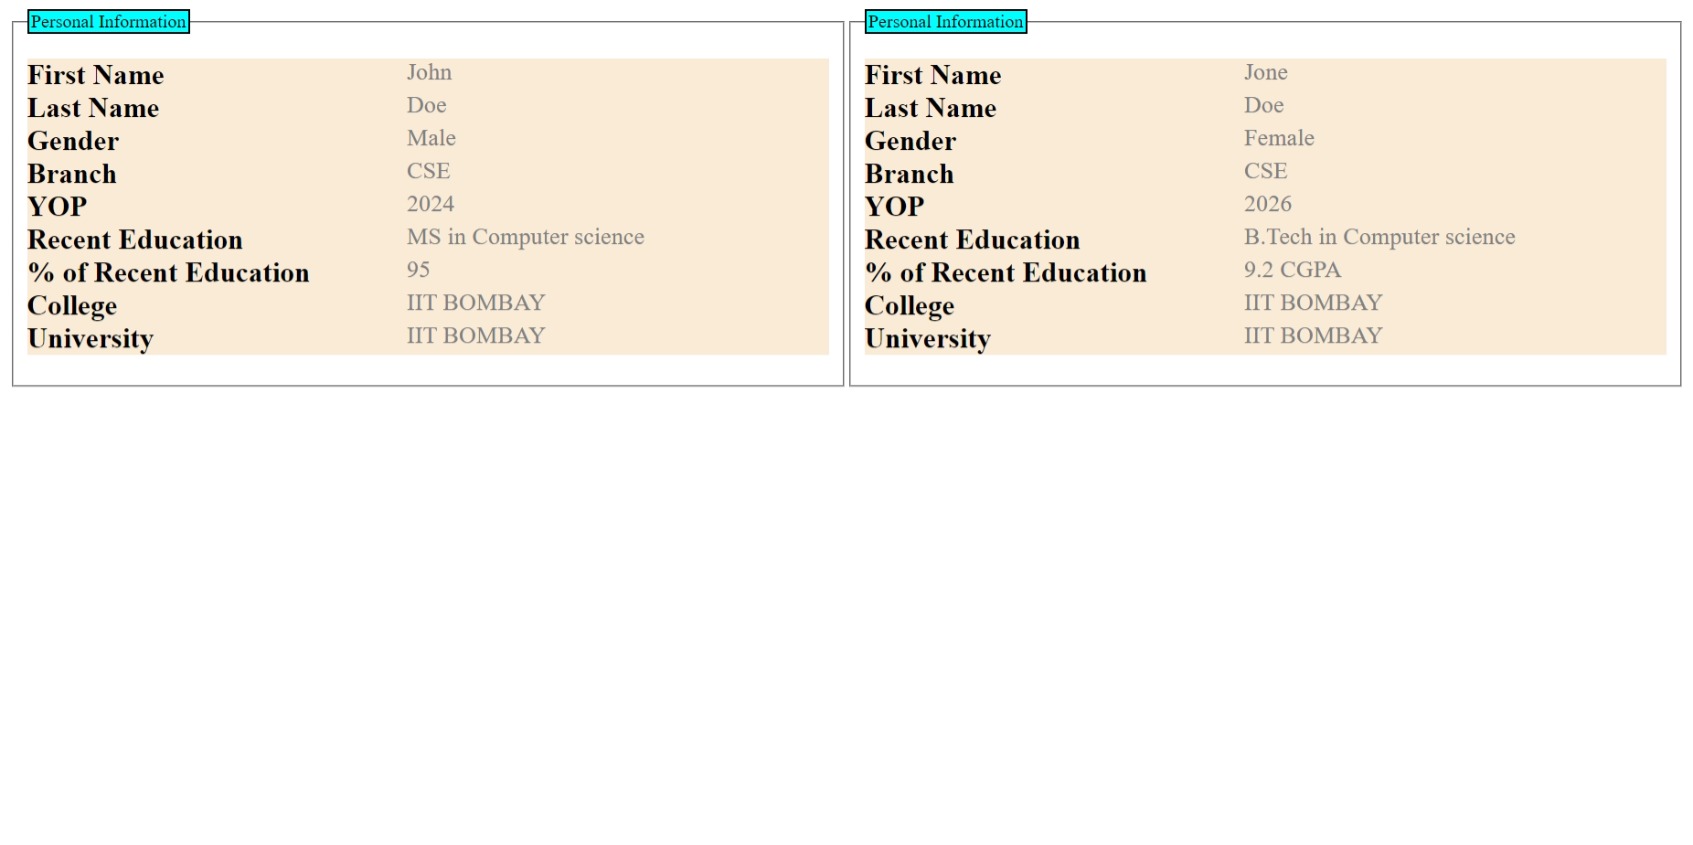 Personal Information
First Name John
Last Name Doe
Gender Male
Branch CSE
YOP 2024
Recent Education MS in Computer science
% of Recent Education 95
College IIT BOMBAY
University IIT BOMBAY
Personal Information
First Name Jone
Last Name Doe
Gender Female
Branch CSE
YOP 2026
Recent Education B.Tech in Computer science
% of Recent Education 9.2 CGPA
College IIT BOMBAY
University IIT BOMBAY